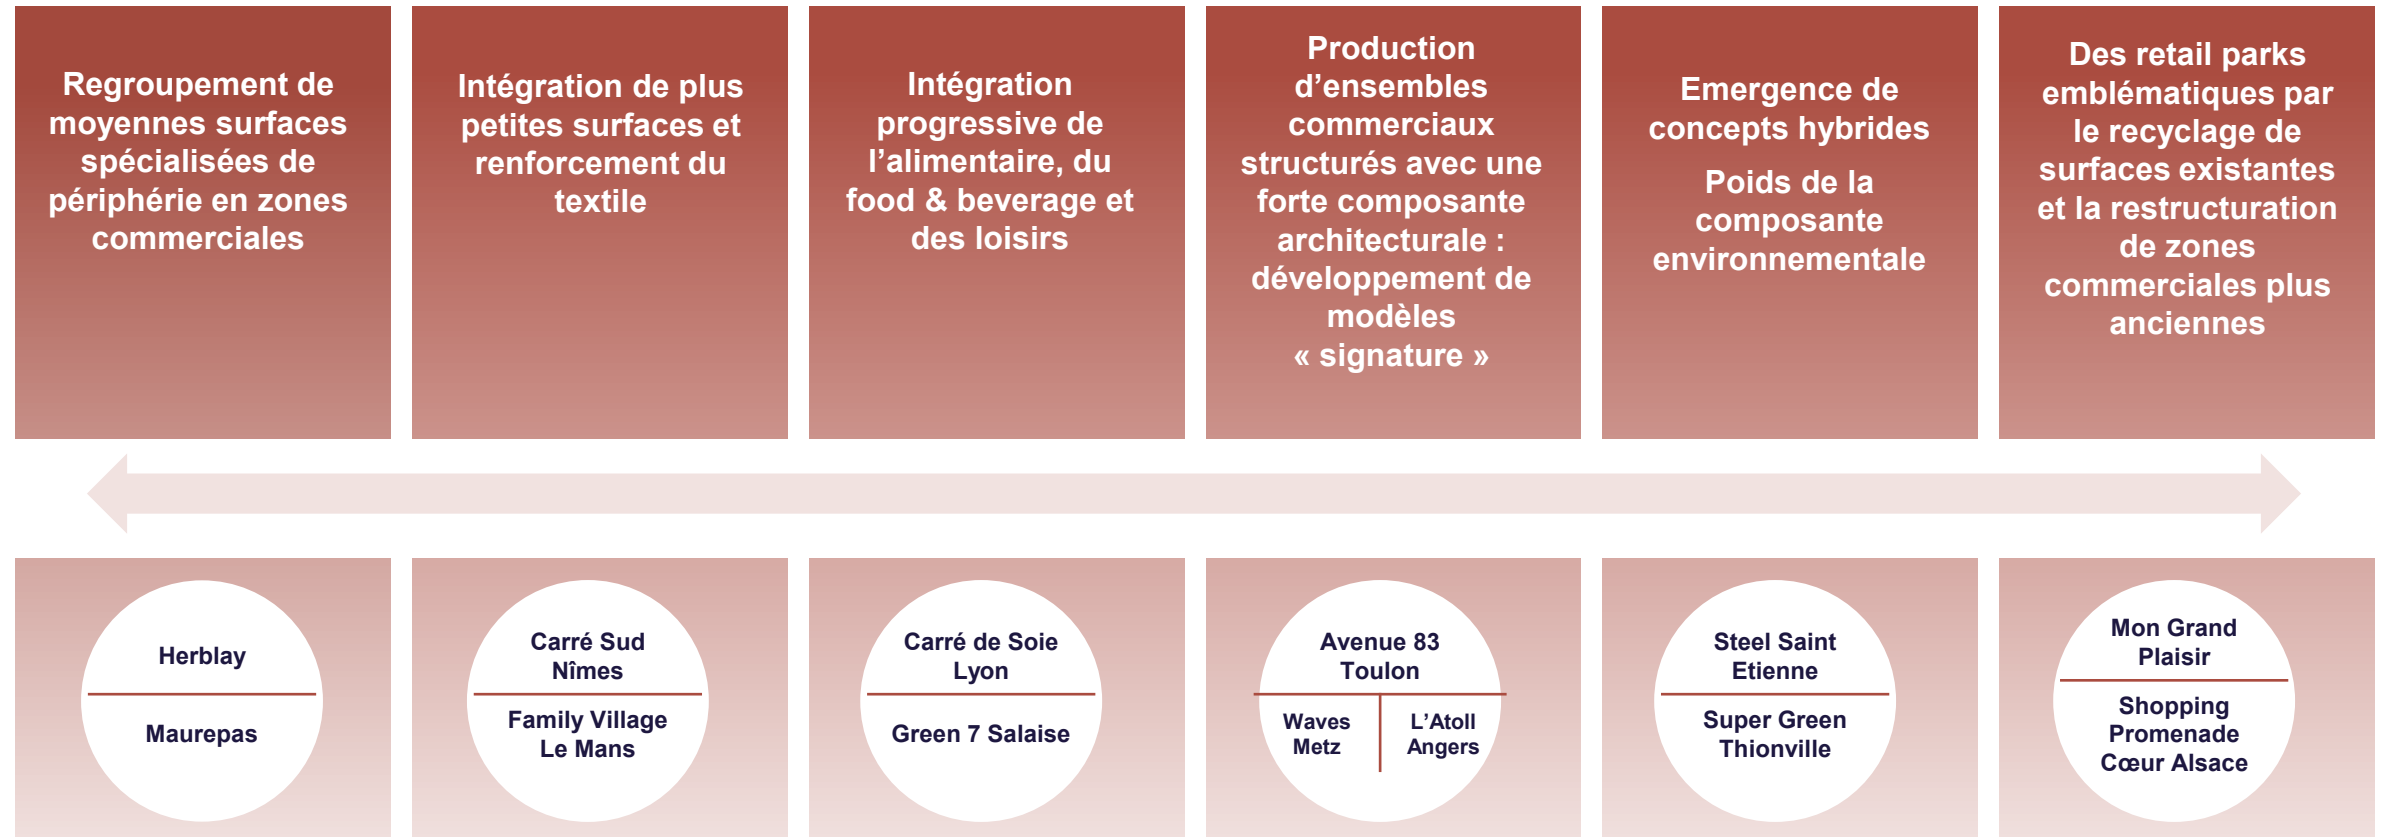 Regroupement de
moyennes surfaces
spécialisées de
périphérie en zones
commerciales
Intégration de plus
petites surfaces et
renforcement du
textile
Intégration
progressive de
l’alimentaire, du
food & beverage et
des loisirs
Production
d’ensembles
commerciaux
structurés avec une
forte composante
architecturale :
développement de
modèles
« signature »
Emergence de
concepts hybrides
Poids de la
composante
environnementale
Des retail parks
emblématiques par
le recyclage de
surfaces existantes
et la restructuration
de zones
commerciales plus
anciennes
Herblay
Maurepas
Carré Sud
Nîmes
Family Village
Le Mans
Carré de Soie
Lyon
Green 7 Salaise
Avenue 83
Toulon
Waves
Metz
L’Atoll
Angers
Steel Saint
Etienne
Super Green
Thionville
Mon Grand
Plaisir
Shopping
Promenade
Cœur Alsace